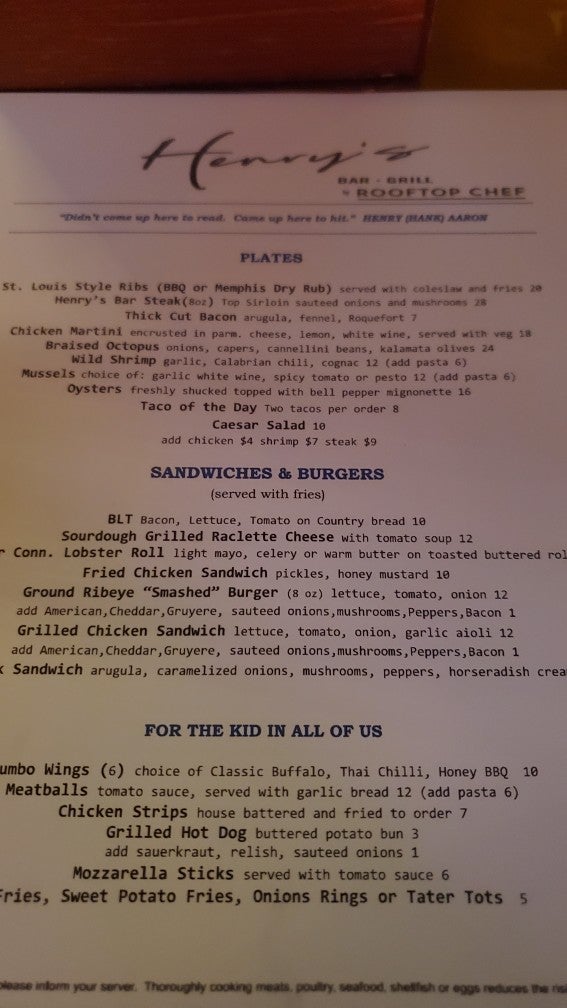 Henry's
BAR - GRILL
By ROOFTOP CHEF
"Didn't come up here to read. Came up here to hit." HENRY (HANK) AARON
PLATES
St. Louis Style Ribs (BBQ or Memphis Dry Rub) served with coleslaw and fries 20
Henry's Bar Steak(8oz) Top Sirloin sauteed onions and mushrooms 28
Thick Cut Bacon arugula, fennel, Roquefort 7
Chicken Martini encrusted in parm. cheese, lemon, white wine, served with veg 18
Braised Octopus onions, capers, cannellini beans, kalamata olives 24
Wild Shrimp garlic, Calabrian chili, cognac 12 (add pasta 6)
Mussels choice of: garlic white wine, spicy tomato or pesto 12 (add pasta 6)
Oysters freshly shucked topped with bell pepper mignonette 16
Taco of the Day Two tacos per order 8
Caesar Salad 10
add chicken $4 shrimp $7 steak $9
SANDWICHES & BURGERS
(served with fries)
BLT Bacon, Lettuce, Tomato on Country bread 10
Sourdough Grilled Raclette Cheese with tomato soup 12
r Conn. Lobster Roll light mayo, celery or warm butter on toasted buttered rol
Fried Chicken Sandwich pickles, honey mustard 10
Ground Ribeye “Smashed” Burger (8 oz) lettuce, tomato, onion 12
add American,Cheddar,Gruyere, sauteed onions,mushrooms,Peppers,Bacon 1
Grilled Chicken Sandwich lettuce, tomato, onion, garlic aioli 12
add American,Cheddar,Gruyere, sauteed onions,mushrooms,Peppers,Bacon 1
k Sandwich arugula, caramelized onions, mushrooms, peppers, horseradish crea
FOR THE KID IN ALL OF US
umbo Wings (6) choice of Classic Buffalo, Thai Chilli, Honey BBQ 10
Meatballs tomato sauce, served with garlic bread 12 (add pasta 6)
Chicken Strips house battered and fried to order 7
Grilled Hot Dog buttered potato bun 3
add sauerkraut, relish, sauteed onions 1
Mozzarella Sticks served with tomato sauce 6
Fries, Sweet Potato Fries, Onions Rings or Tater Tots 5
please inform your server. Thoroughly cooking meats, poultry, seafood, shellfish or eggs reduces the ris